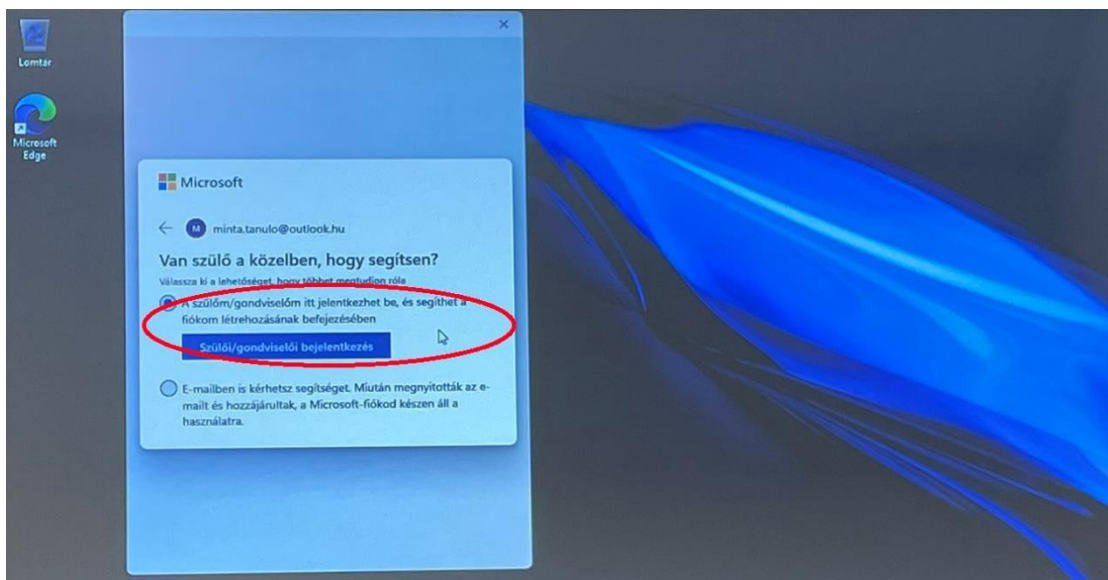 Lomtár
Microsoft
Edge
Microsoft
M minta.tanulo@outlook.hu
Van szülő a közelben, hogy segítsen?
Válassza ki a lehetőséget, hogy többet megtudjon róla
A szülőm/gondviselőm itt jelentkezhet be, és segíthet a
fiókom létrehozásának befejezésében
Szülői/gondviselői bejelentkezés
E-mailben is kérhetsz segítséget. Miután megnyitották az e-
mailt és hozzájárultak, a Microsoft-fiókod készen áll a
használatra.